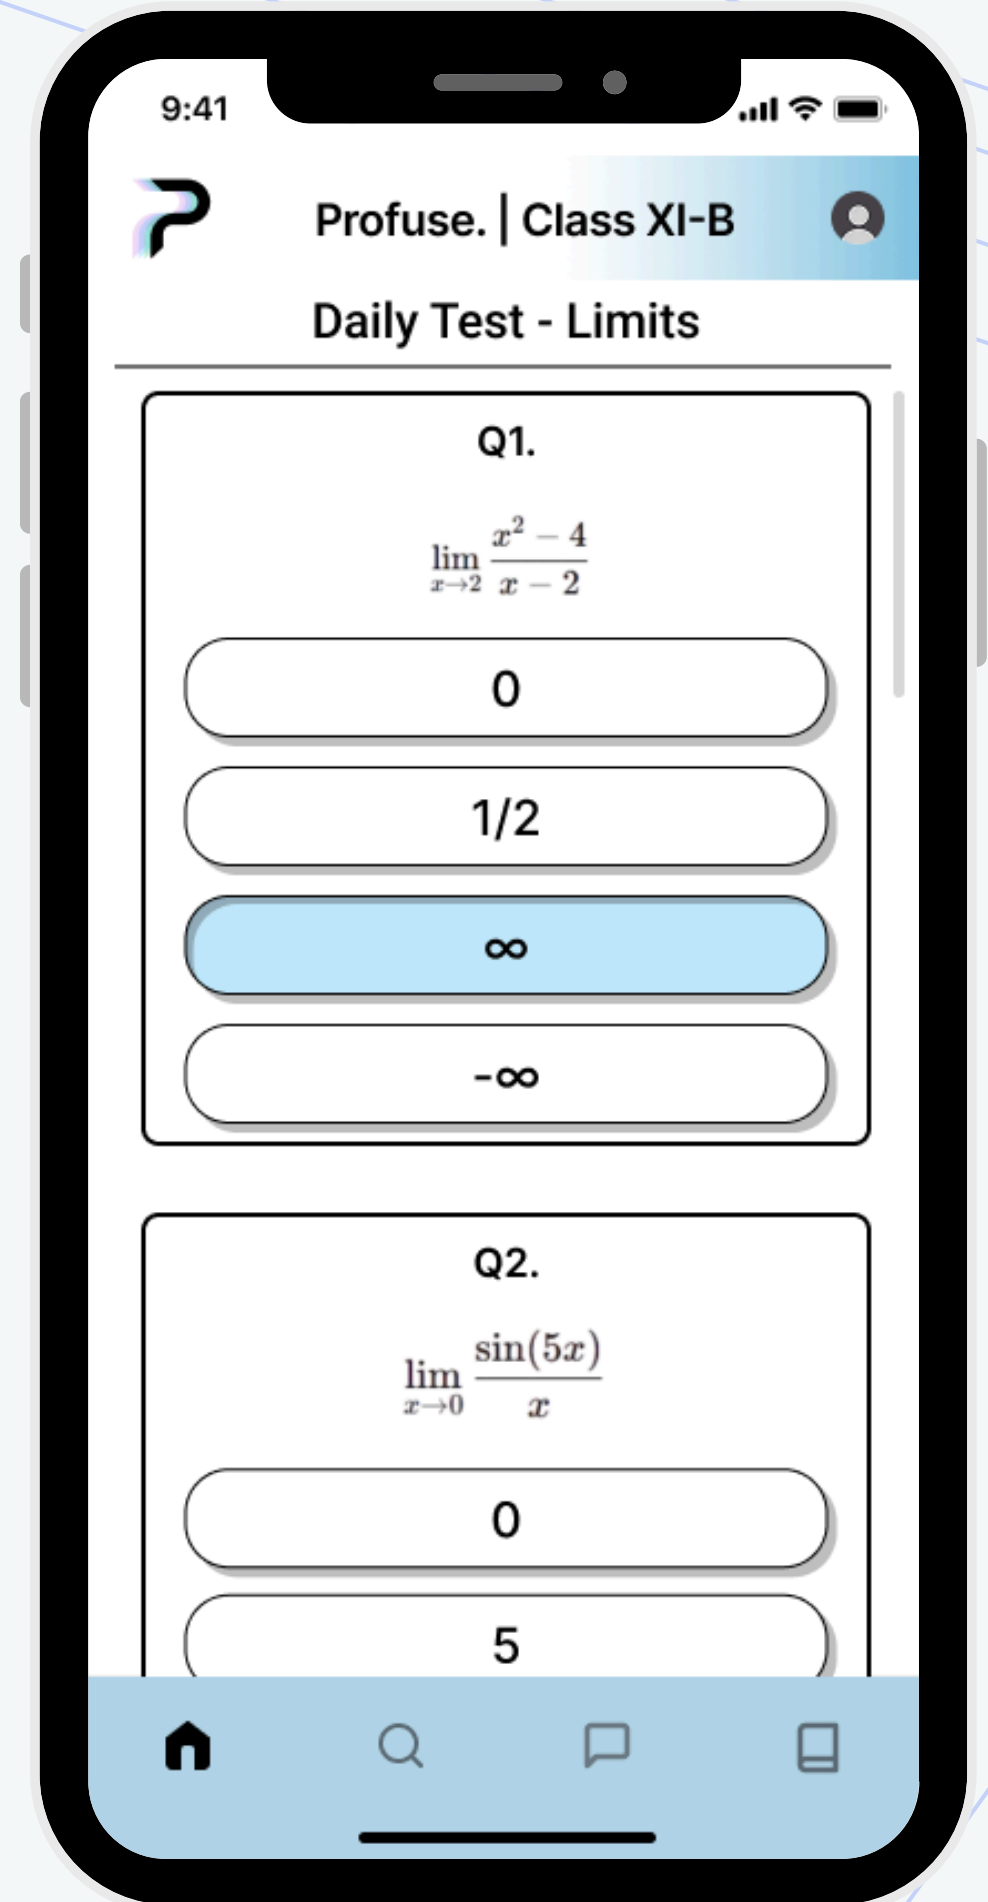 9:41
Profuse. | Class XI-B
Daily Test - Limits
Q1.
lim x→2 (x² − 4)/(x − 2)
0
1/2
∞
-∞
Q2.
lim x→0 sin(5x)/x
0
5